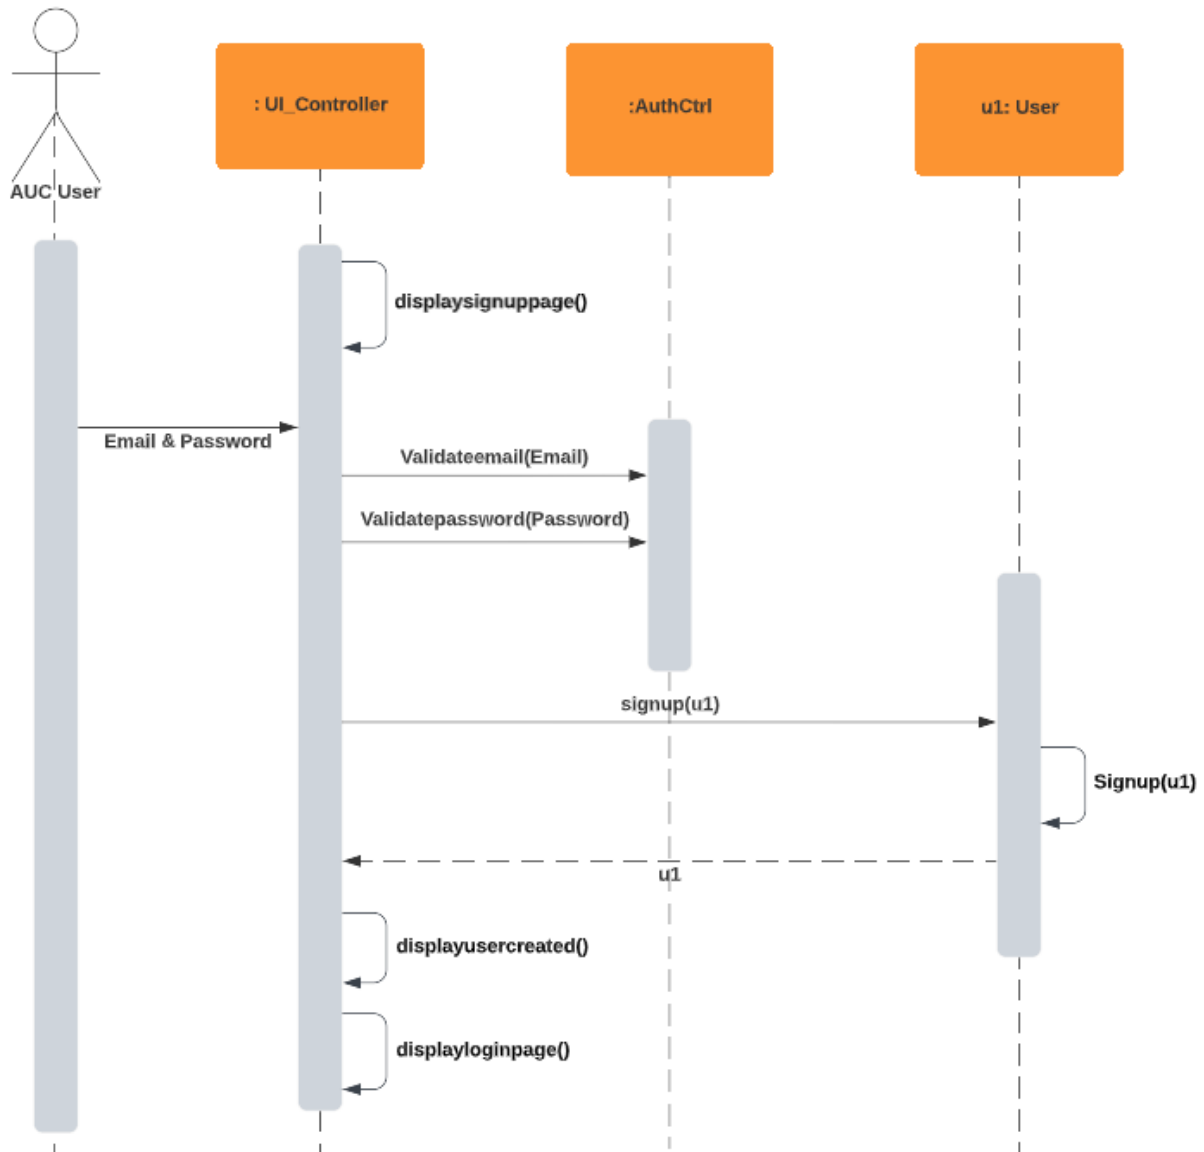 : UI_Controller
:AuthCtrl
u1: User
AUC User
displaysignuppage()
Email & Password
Validateemail(Email)
Validatepassword(Password)
signup(u1)
Signup(u1)
u1
displayusercreated()
displayloginpage()